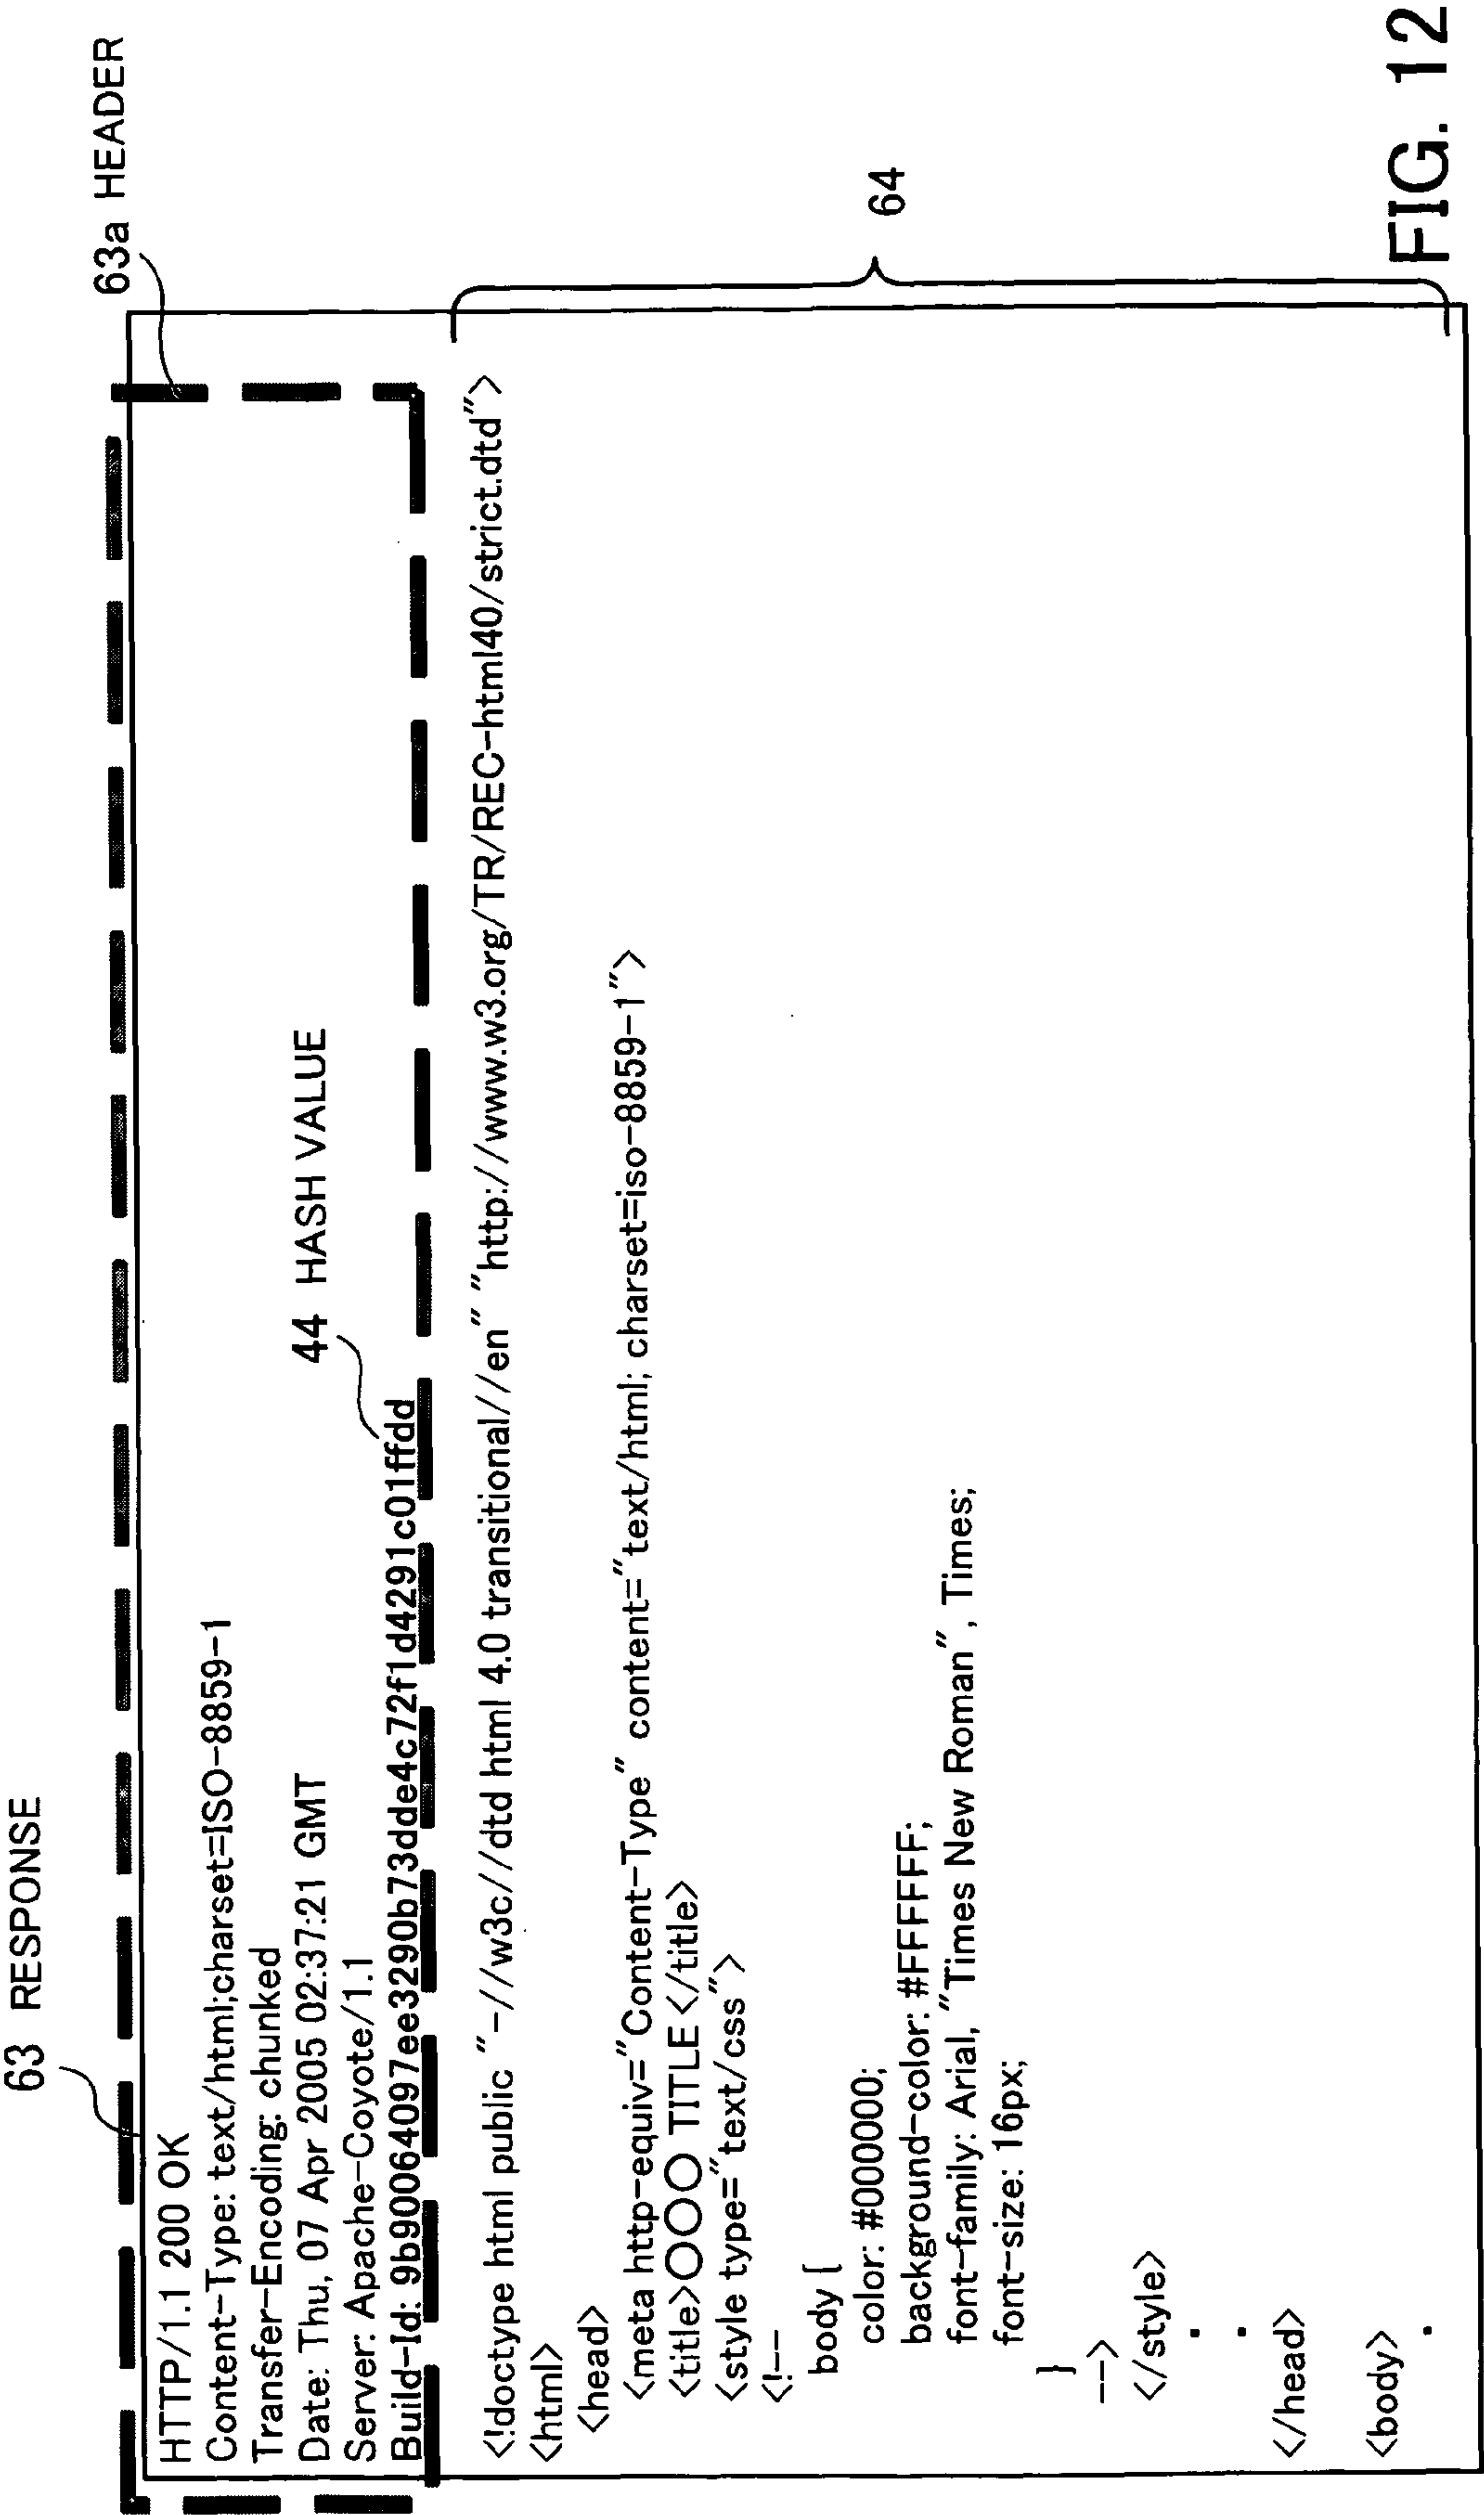 63 RESPONSE
63a HEADER
HTTP/1.1 200 OK
Content-Type: text/html;charset=ISO-8859-1
Transfer-Encoding: chunked
Date: Thu, 07 Apr 2005 02:37:21 GMT
44 HASH VALUE
Server: Apache-Coyote/1.1
Build-Id: 9b90064097ee3290b73dde4c72f1d4291c01ffdd
<!doctype html public "-//w3c//dtd html 4.0 transitional//en" "http://www.w3.org/TR/REC-html40/strict.dtd">
<html>
<head>
<meta http-equiv="Content-Type" content="text/html; charset=iso-8859-1">
<title>○○○ TITLE</title>
<style type="text/css">
<!--
body {
color: #000000;
64
background-color: #FFFFFF;
font-family: Arial, "Times New Roman", Times;
font-size: 16px;
}
-->
</style>
.
.
</head>
<body>
.
FIG. 12